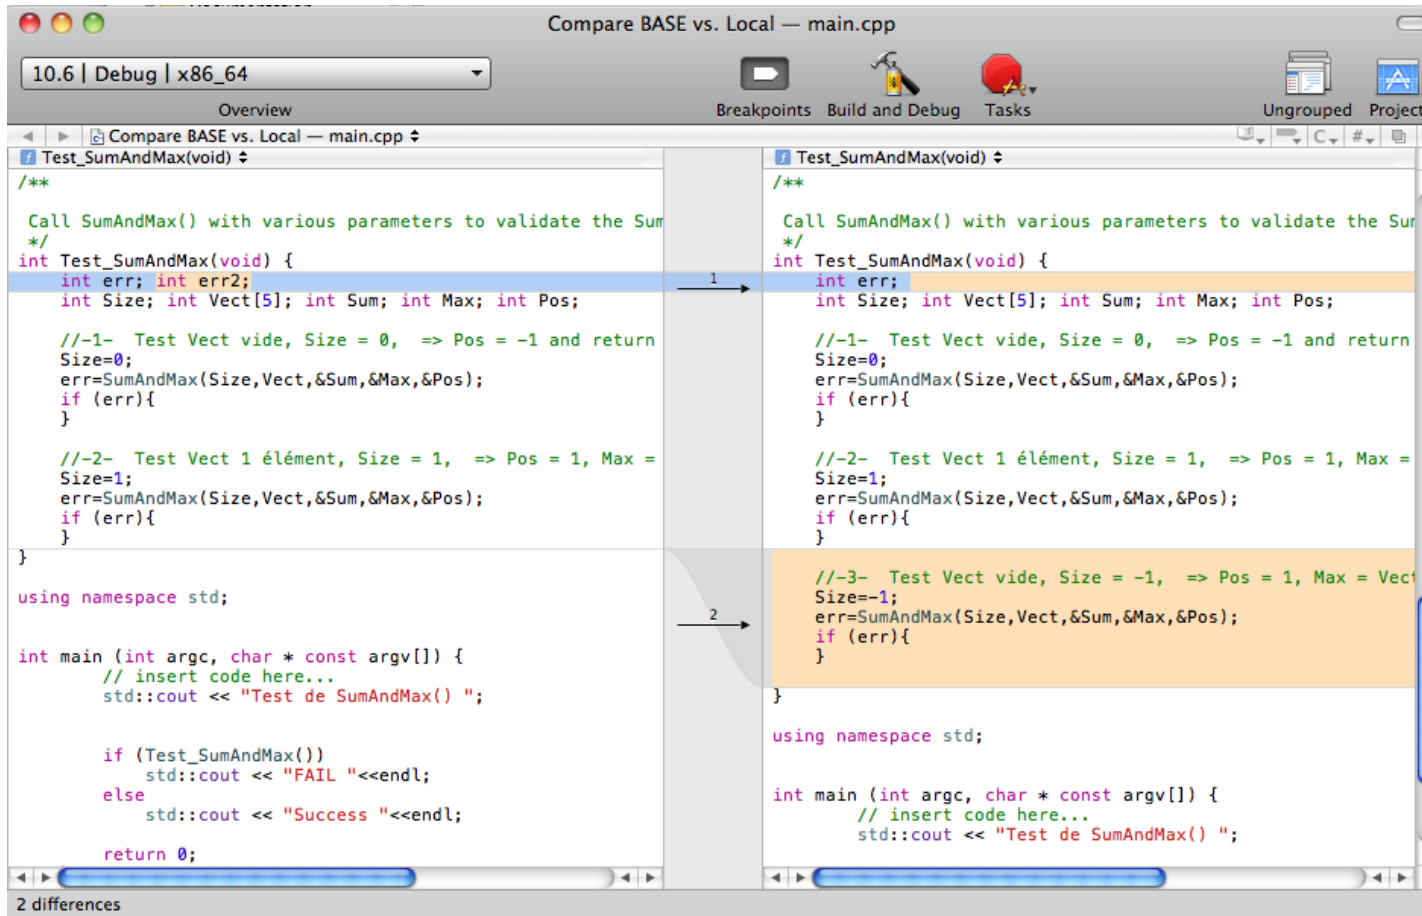 Compare BASE vs. Local — main.cpp
10.6 | Debug | x86_64
Overview
Breakpoints
Build and Debug
Tasks
Ungrouped
Project
Compare BASE vs. Local — main.cpp
C
#
Test_SumAndMax(void)
/**
Call SumAndMax() with various parameters to validate the Sum
*/
int Test_SumAndMax(void) {
int err; int err2;
int Size; int Vect[5]; int Sum; int Max; int Pos;
//-1-  Test Vect vide, Size = 0,  => Pos = -1 and return
Size=0;
err=SumAndMax(Size,Vect,&Sum,&Max,&Pos);
if (err){
}
//-2-  Test Vect 1 élément, Size = 1,  => Pos = 1, Max =
Size=1;
err=SumAndMax(Size,Vect,&Sum,&Max,&Pos);
if (err){
}
}
using namespace std;
int main (int argc, char * const argv[]) {
// insert code here...
std::cout << "Test de SumAndMax() ";
if (Test_SumAndMax())
std::cout << "FAIL "<<endl;
else
std::cout << "Success "<<endl;
return 0;
1
2
Test_SumAndMax(void)
/**
Call SumAndMax() with various parameters to validate the Sum
*/
int Test_SumAndMax(void) {
int err;
int Size; int Vect[5]; int Sum; int Max; int Pos;
//-1-  Test Vect vide, Size = 0,  => Pos = -1 and return
Size=0;
err=SumAndMax(Size,Vect,&Sum,&Max,&Pos);
if (err){
}
//-2-  Test Vect 1 élément, Size = 1,  => Pos = 1, Max =
Size=1;
err=SumAndMax(Size,Vect,&Sum,&Max,&Pos);
if (err){
}
//-3-  Test Vect vide, Size = -1,  => Pos = 1, Max = Vect
Size=-1;
err=SumAndMax(Size,Vect,&Sum,&Max,&Pos);
if (err){
}
}
using namespace std;
int main (int argc, char * const argv[]) {
// insert code here...
std::cout << "Test de SumAndMax() ";
2 differences